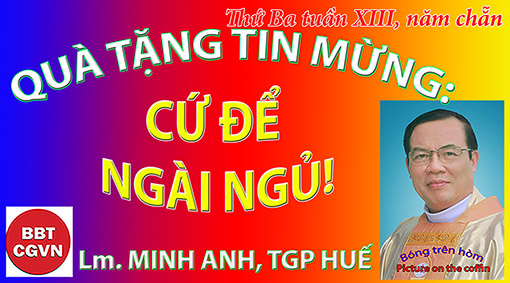 Thứ Ba tuần XIII, năm chẵn
QUÀ TẶNG TIN MỪNG:
CỨ ĐỂ
NGÀI NGỦ!
BBT
CGVN
Lm. MINH ANH, TGP HUẾ
Bóng trên hòm
Picture on the coffin